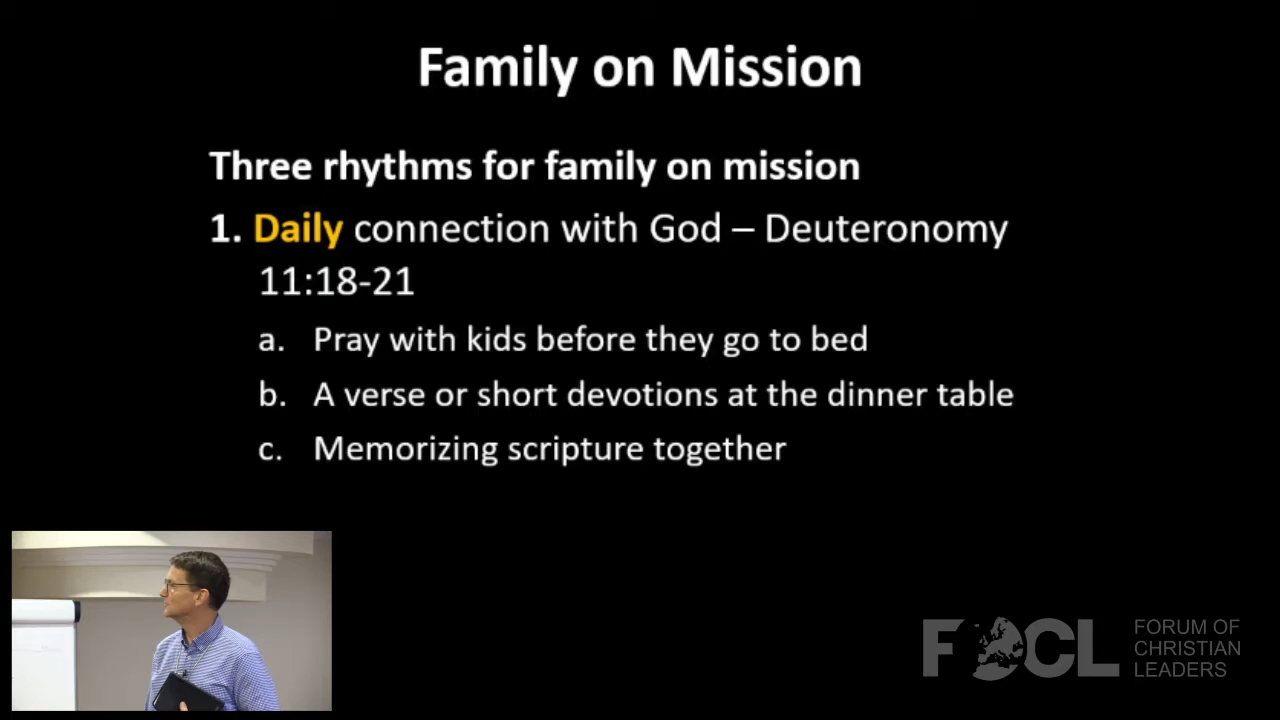 Family on Mission
Three rhythms for family on mission
1. Daily connection with God – Deuteronomy
11:18-21
a. Pray with kids before they go to bed
b. A verse or short devotions at the dinner table
c. Memorizing scripture together
FOCL
FORUM OF
CHRISTIAN
LEADERS